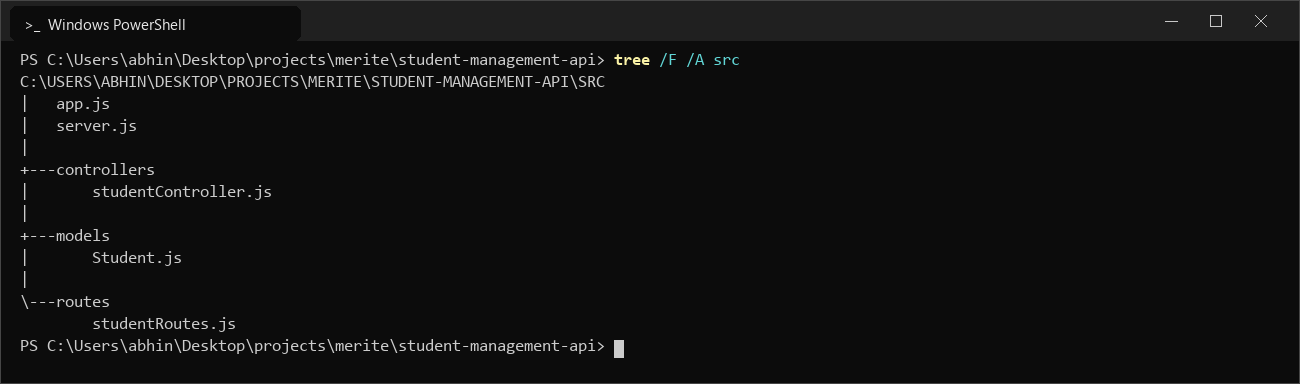 >_ Windows PowerShell
PS C:\Users\abhin\Desktop\projects\merite\student-management-api> tree /F /A src
C:\USERS\ABHIN\DESKTOP\PROJECTS\MERITE\STUDENT-MANAGEMENT-API\SRC
|   app.js
|   server.js
|
+---controllers
|       studentController.js
|
+---models
|       Student.js
|
\---routes
        studentRoutes.js
PS C:\Users\abhin\Desktop\projects\merite\student-management-api>